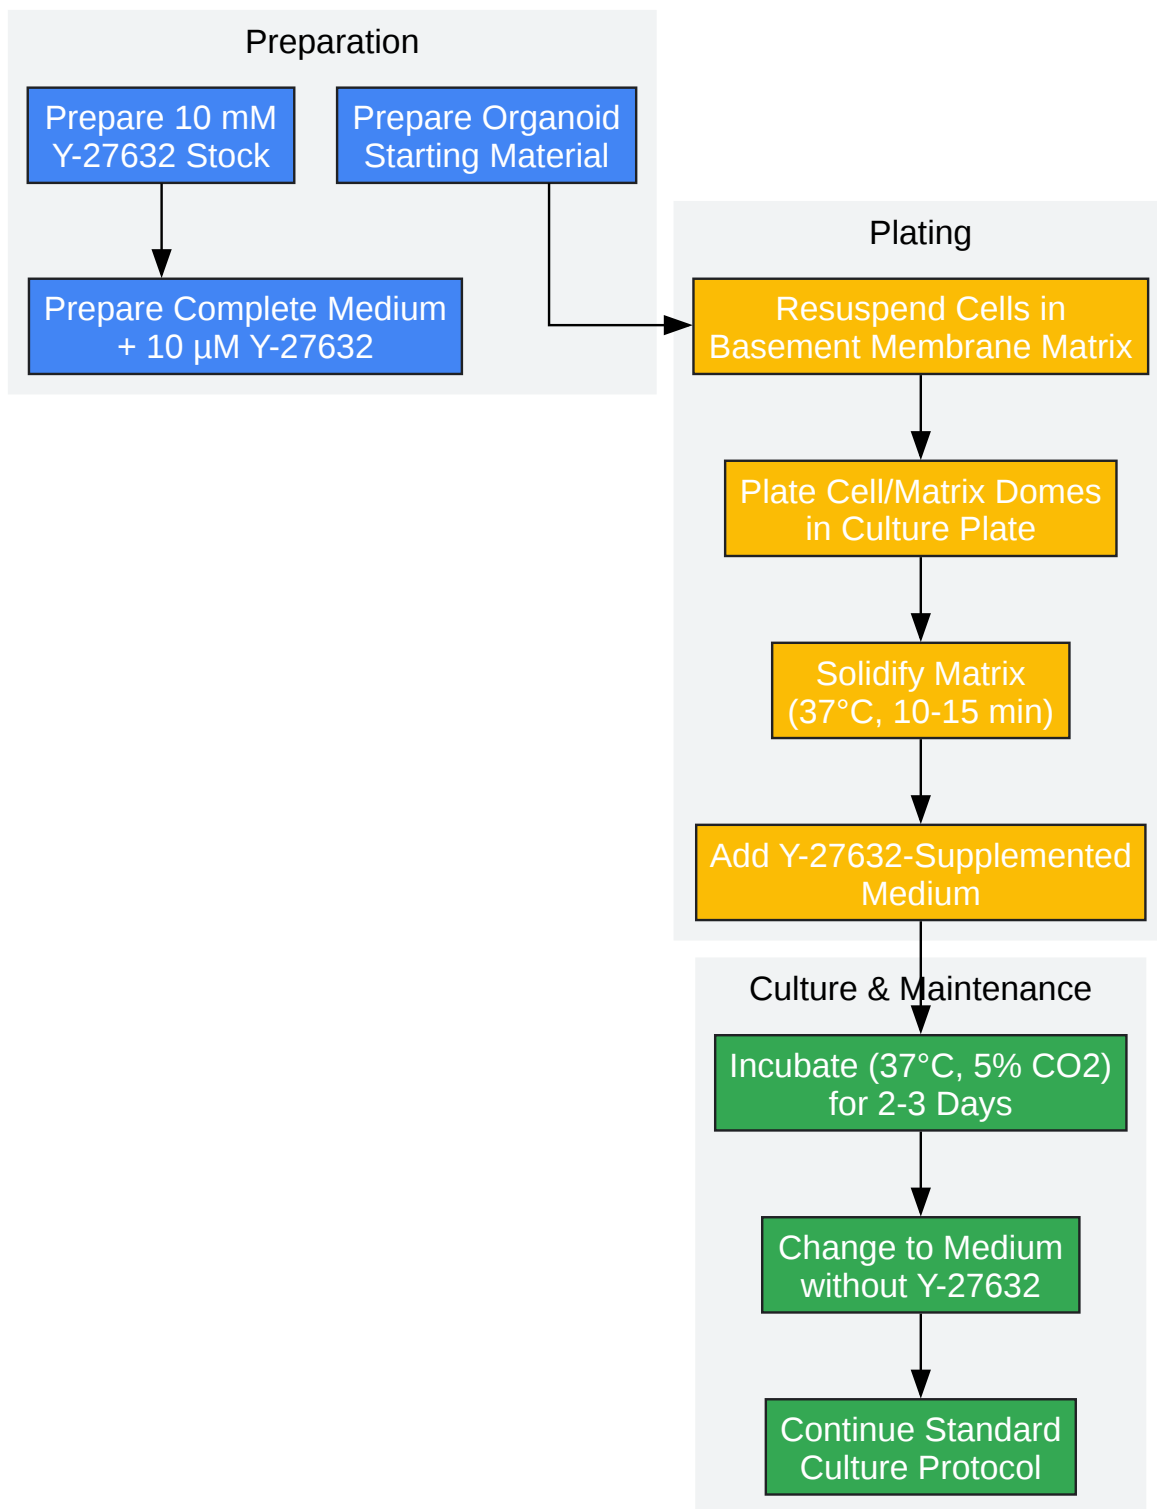 Preparation
Prepare 10 mM
Y-27632 Stock
Prepare Organoid
Starting Material
Prepare Complete Medium
+ 10 µM Y-27632
Plating
Resuspend Cells in
Basement Membrane Matrix
Plate Cell/Matrix Domes
in Culture Plate
Solidify Matrix
(37°C, 10-15 min)
Add Y-27632-Supplemented
Medium
Culture & Maintenance
Incubate (37°C, 5% CO2)
for 2-3 Days
Change to Medium
without Y-27632
Continue Standard
Culture Protocol